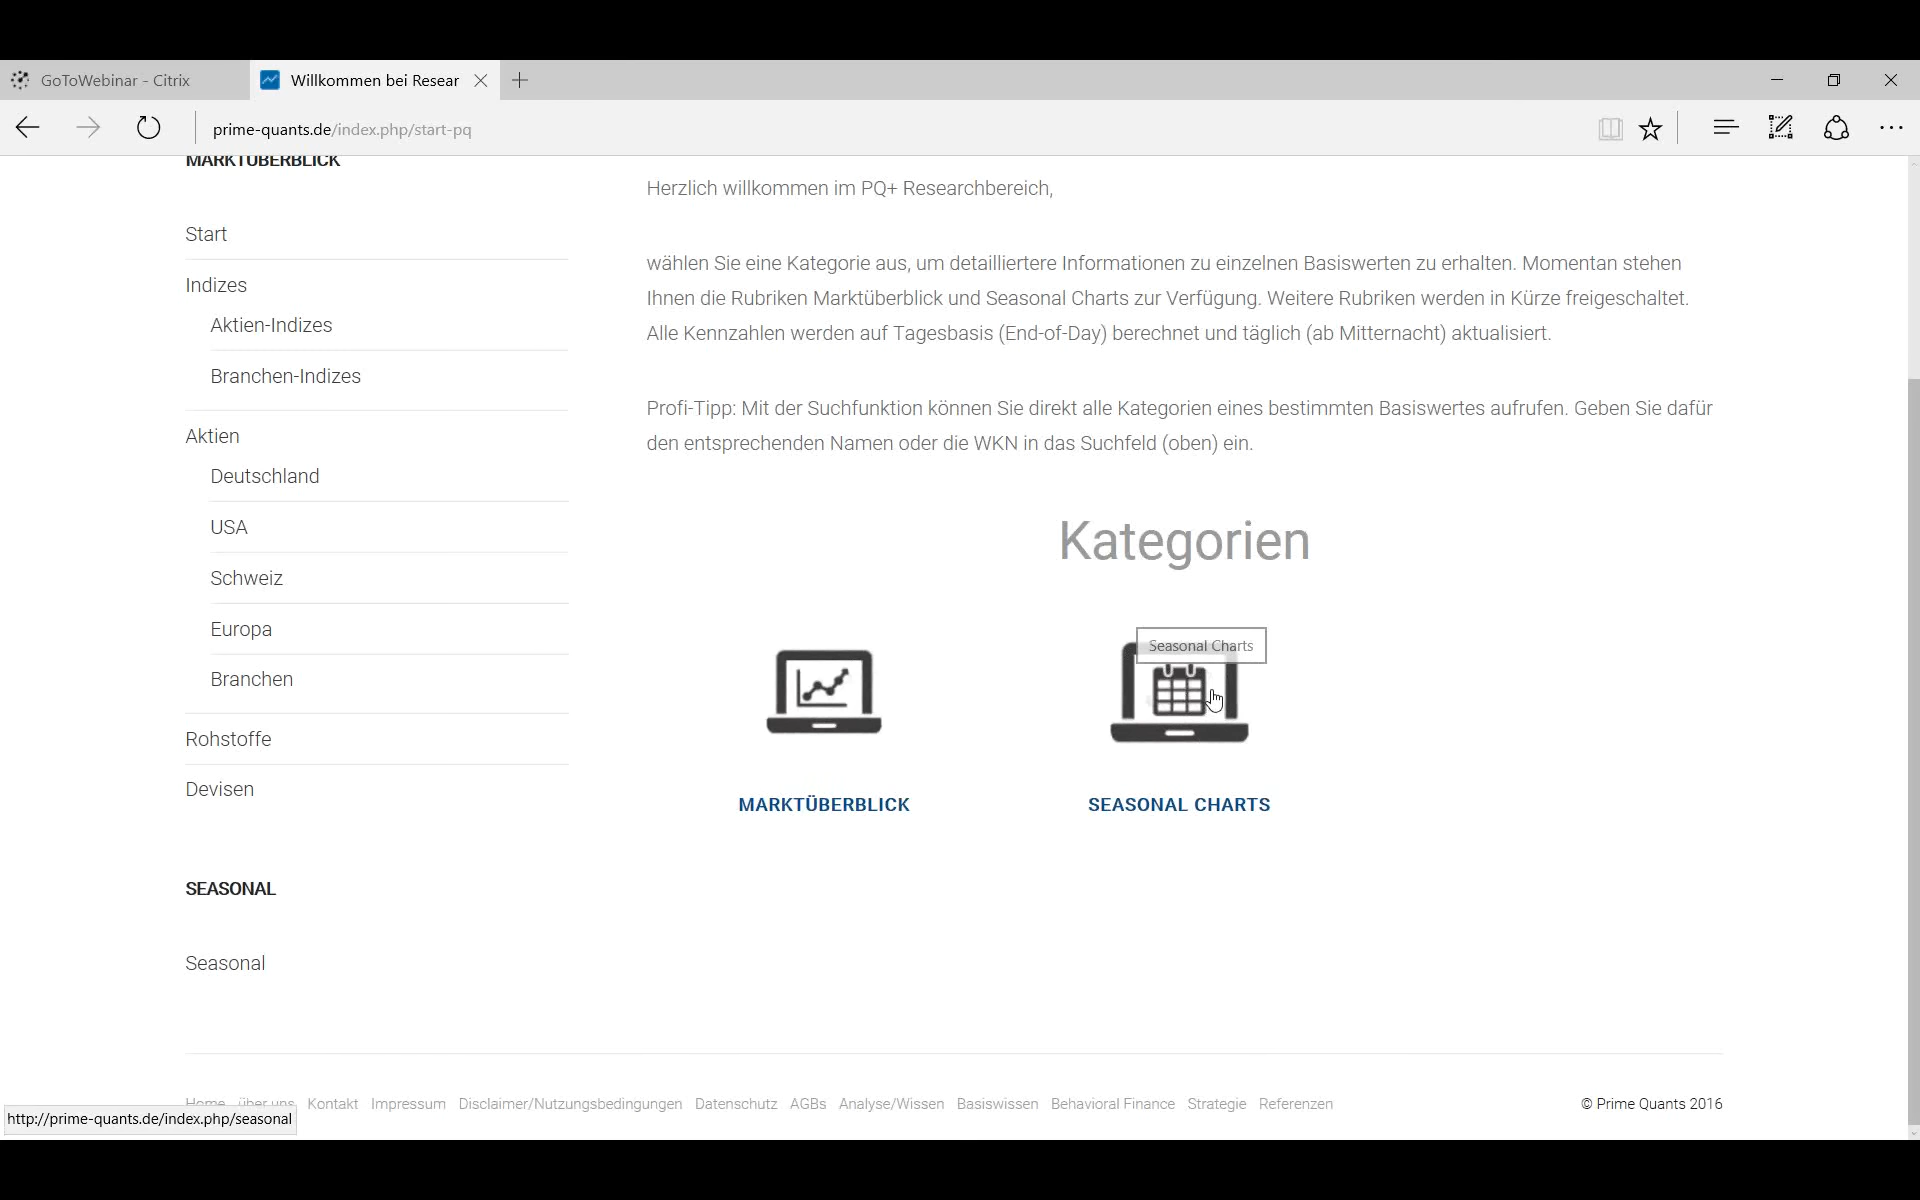 GoToWebinar - Citrix
Willkommen bei Resear
prime-quants.de/index.php/start-pq
MARKTÜBERBLICK
Start
Indizes
Aktien-Indizes
Branchen-Indizes
Aktien
Deutschland
USA
Schweiz
Europa
Branchen
Rohstoffe
Devisen
SEASONAL
Seasonal
Herzlich willkommen im PQ+ Researchbereich,
wählen Sie eine Kategorie aus, um detailliertere Informationen zu einzelnen Basiswerten zu erhalten. Momentan stehen
Ihnen die Rubriken Marktüberblick und Seasonal Charts zur Verfügung. Weitere Rubriken werden in Kürze freigeschaltet.
Alle Kennzahlen werden auf Tagesbasis (End-of-Day) berechnet und täglich (ab Mitternacht) aktualisiert.
Profi-Tipp: Mit der Suchfunktion können Sie direkt alle Kategorien eines bestimmten Basiswertes aufrufen. Geben Sie dafür
den entsprechenden Namen oder die WKN in das Suchfeld (oben) ein.
Kategorien
Seasonal Charts
MARKTÜBERBLICK
SEASONAL CHARTS
Home über uns Kontakt Impressum Disclaimer/Nutzungsbedingungen Datenschutz AGBs Analyse/Wissen Basiswissen Behavioral Finance Strategie Referenzen
© Prime Quants 2016
http://prime-quants.de/index.php/seasonal